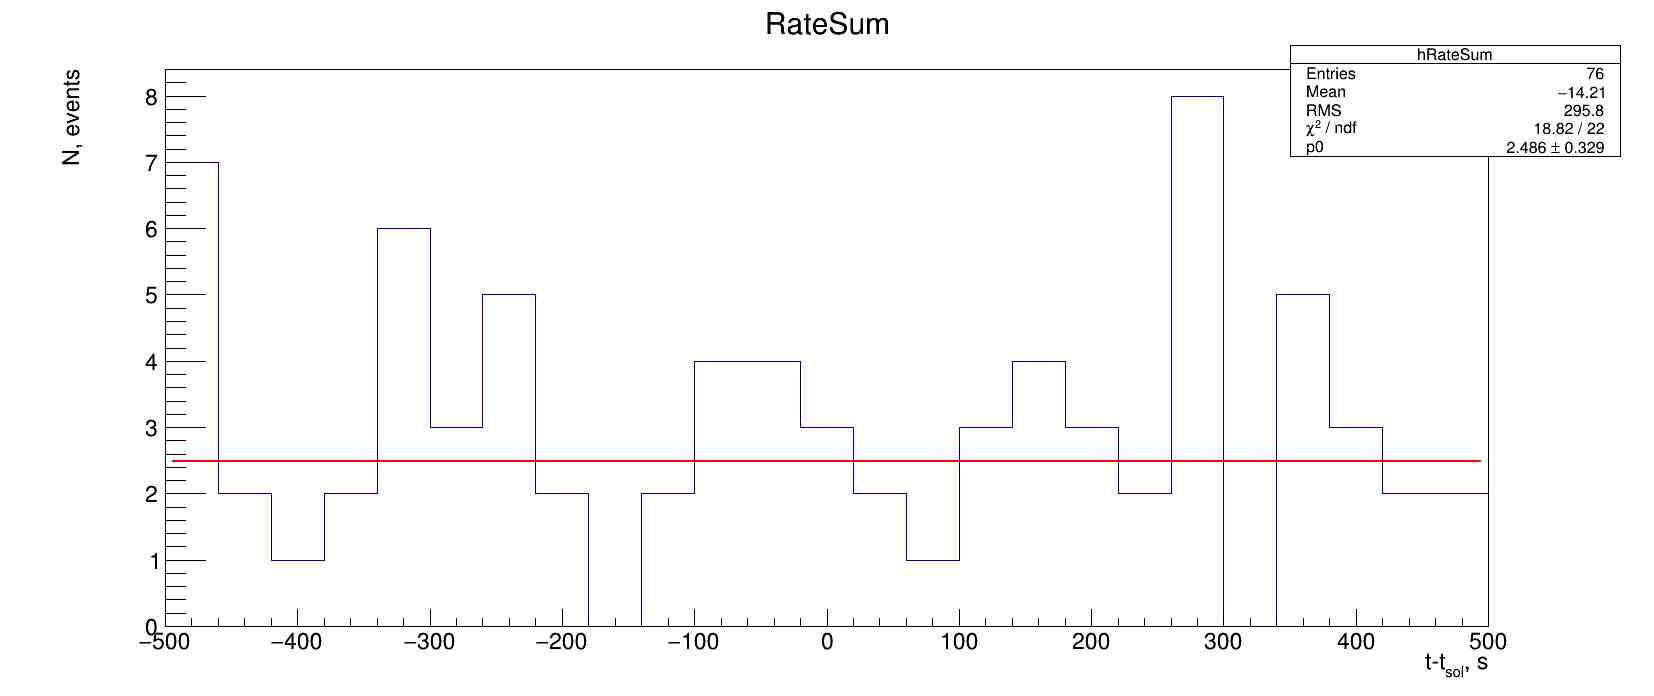 RateSum
hRateSum
Entries 76
Mean −14.21
RMS 295.8
χ² / ndf 18.82 / 22
p0 2.486 ± 0.329
N, events
8
7
6
5
4
3
2
1
0
−500 −400 −300 −200 −100 0 100 200 300 400 500
t-tsol, s